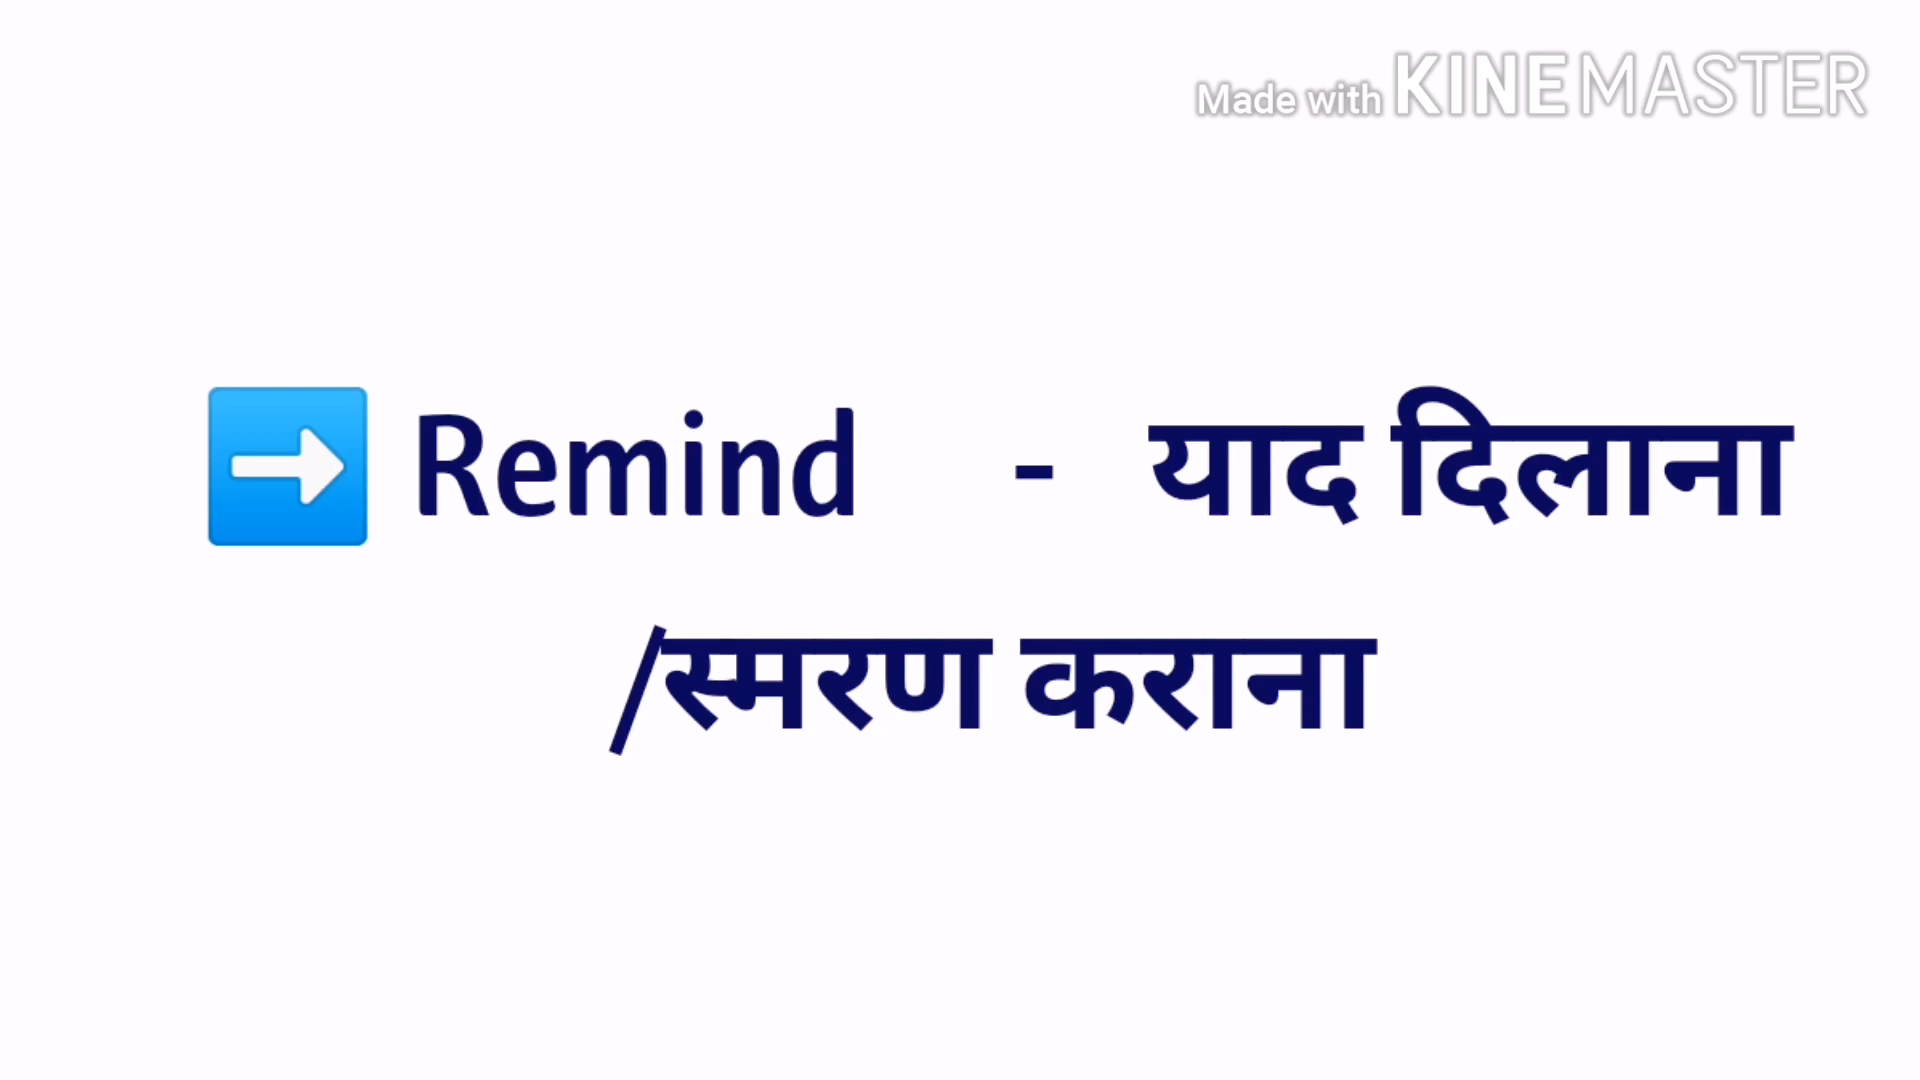 Made with KINEMASTER
➡ Remind - याद दिलाना
/स्मरण कराना